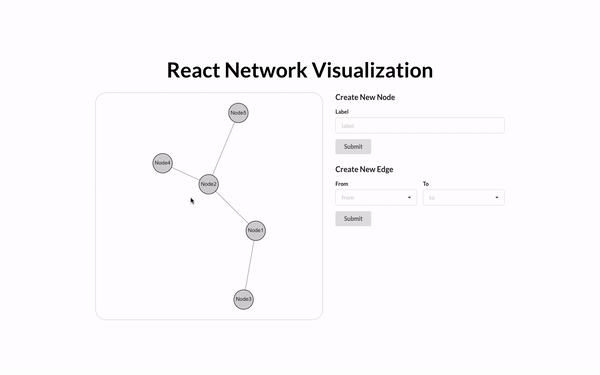 React Network Visualization
Node5
Node4
Node2
Node1
Node3
Create New Node
Label
label
Submit
Create New Edge
From To
from to
Submit